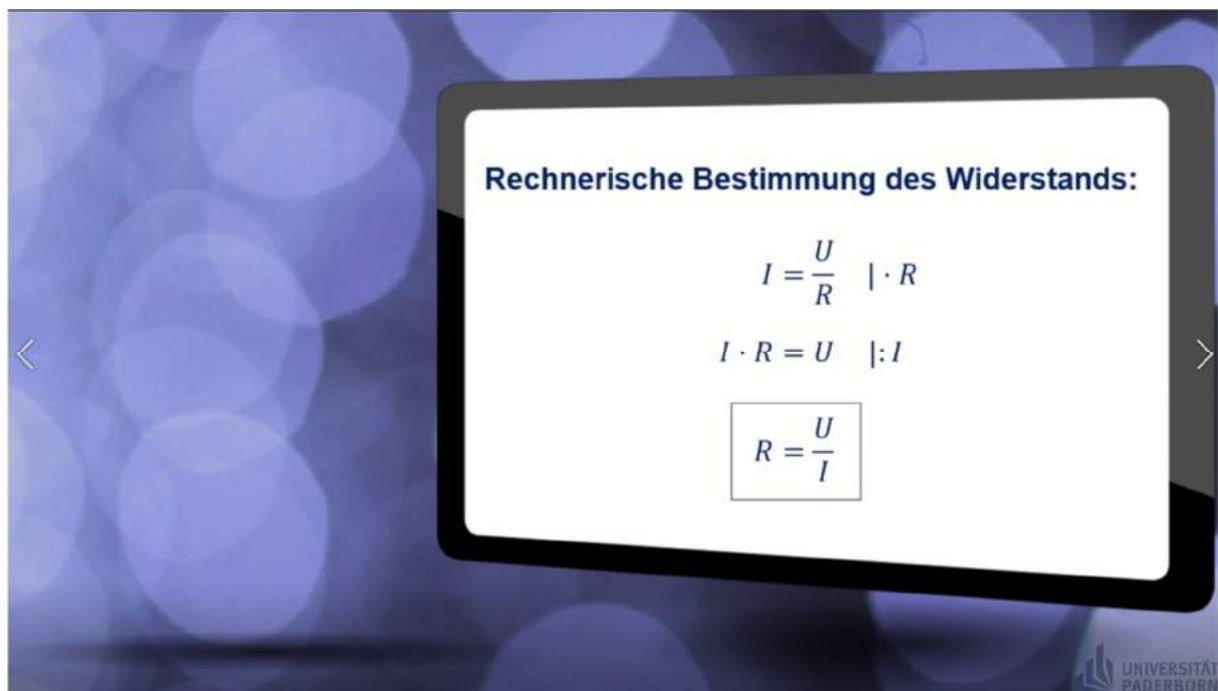 Rechnerische Bestimmung des Widerstands:
I = U/R | · R
I · R = U |: I
R = U/I
UNIVERSITÄT
PADERBORN